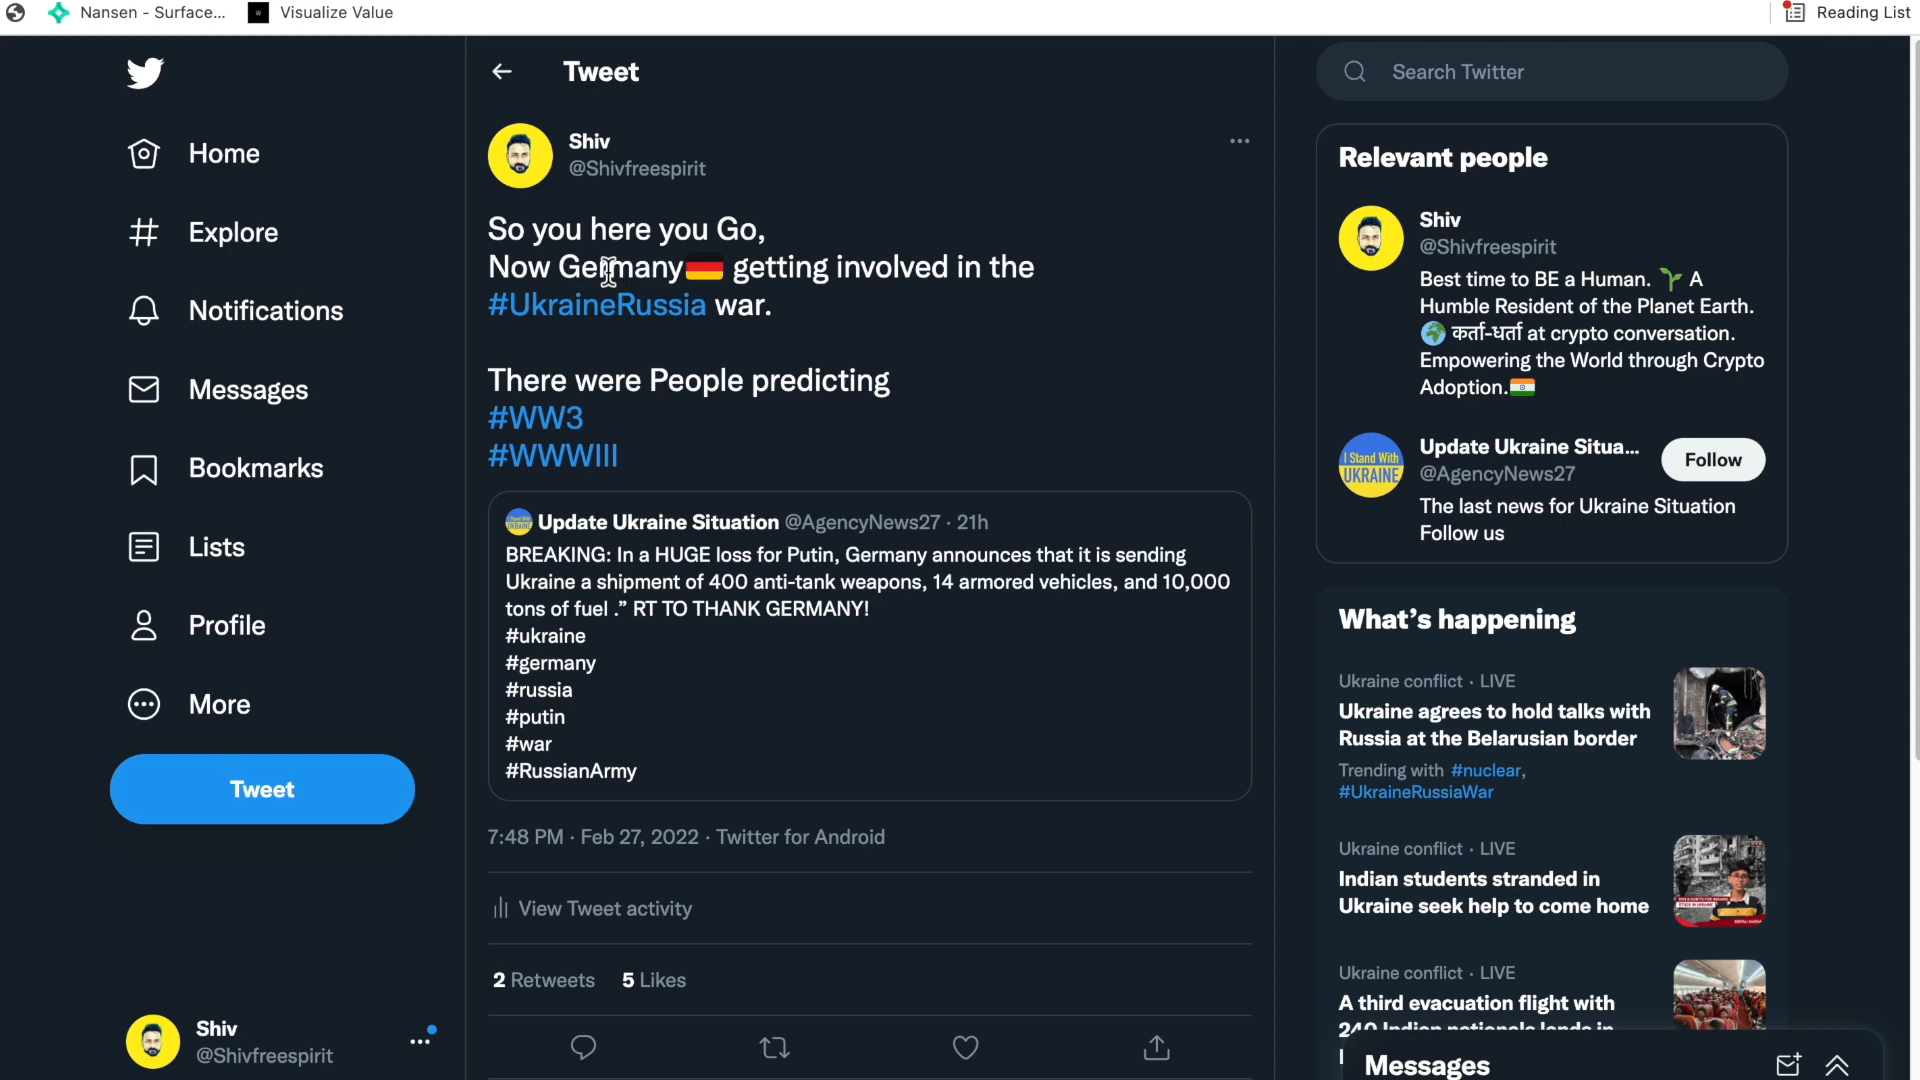 Nansen - Surface...
Visualize Value
Reading List
Home
Explore
Notifications
Messages
Bookmarks
Lists
Profile
More
Tweet
Shiv
@Shivfreespirit
Tweet
Shiv
@Shivfreespirit
So you here you Go,
Now Germany🇩🇪 getting involved in the
#UkraineRussia war.
There were People predicting
#WW3
#WWWIII
Update Ukraine Situation @AgencyNews27 · 21h
BREAKING: In a HUGE loss for Putin, Germany announces that it is sending
Ukraine a shipment of 400 anti-tank weapons, 14 armored vehicles, and 10,000
tons of fuel .” RT TO THANK GERMANY!
#ukraine
#germany
#russia
#putin
#war
#RussianArmy
7:48 PM · Feb 27, 2022 · Twitter for Android
View Tweet activity
2 Retweets 5 Likes
Search Twitter
Relevant people
Shiv
@Shivfreespirit
Best time to BE a Human. 🌱 A
Humble Resident of the Planet Earth.
🌍 कर्ता-धर्ता at crypto conversation.
Empowering the World through Crypto
Adoption.🇮🇳
I Stand With
UKRAINE
Update Ukraine Situa...
@AgencyNews27
Follow
The last news for Ukraine Situation
Follow us
What’s happening
Ukraine conflict · LIVE
Ukraine agrees to hold talks with
Russia at the Belarusian border
Trending with #nuclear,
#UkraineRussiaWar
Ukraine conflict · LIVE
Indian students stranded in
Ukraine seek help to come home
Ukraine conflict · LIVE
A third evacuation flight with
240 Indian nationals lands in
Messages